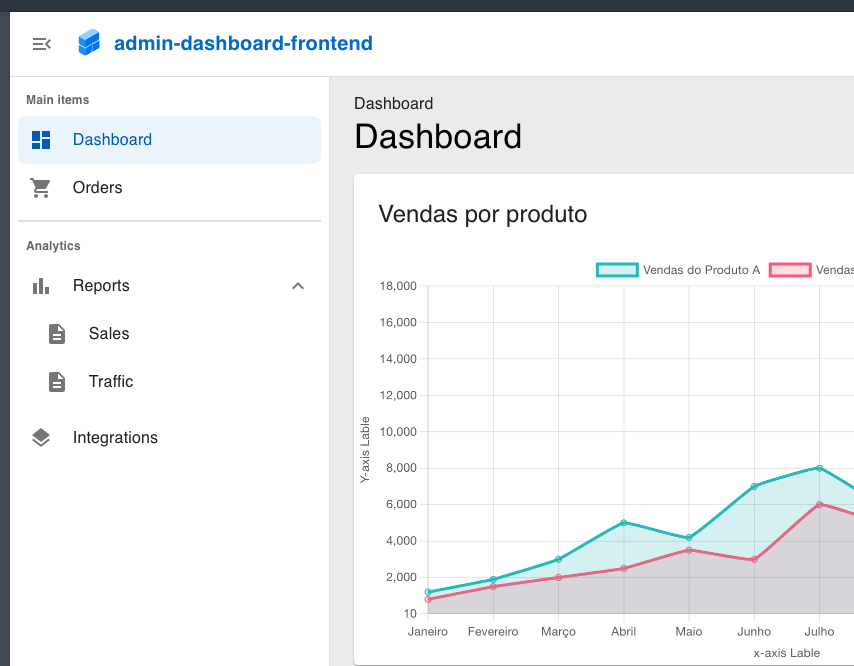 admin-dashboard-frontend
Main items
Dashboard
Orders
Analytics
Reports
Sales
Traffic
Integrations
Dashboard
Dashboard
Vendas por produto
Vendas do Produto A
Vendas
Y-axis Lable
18,000
16,000
14,000
12,000
10,000
8,000
6,000
4,000
2,000
10
Janeiro Fevereiro Março Abril Maio Junho Julho
x-axis Lable